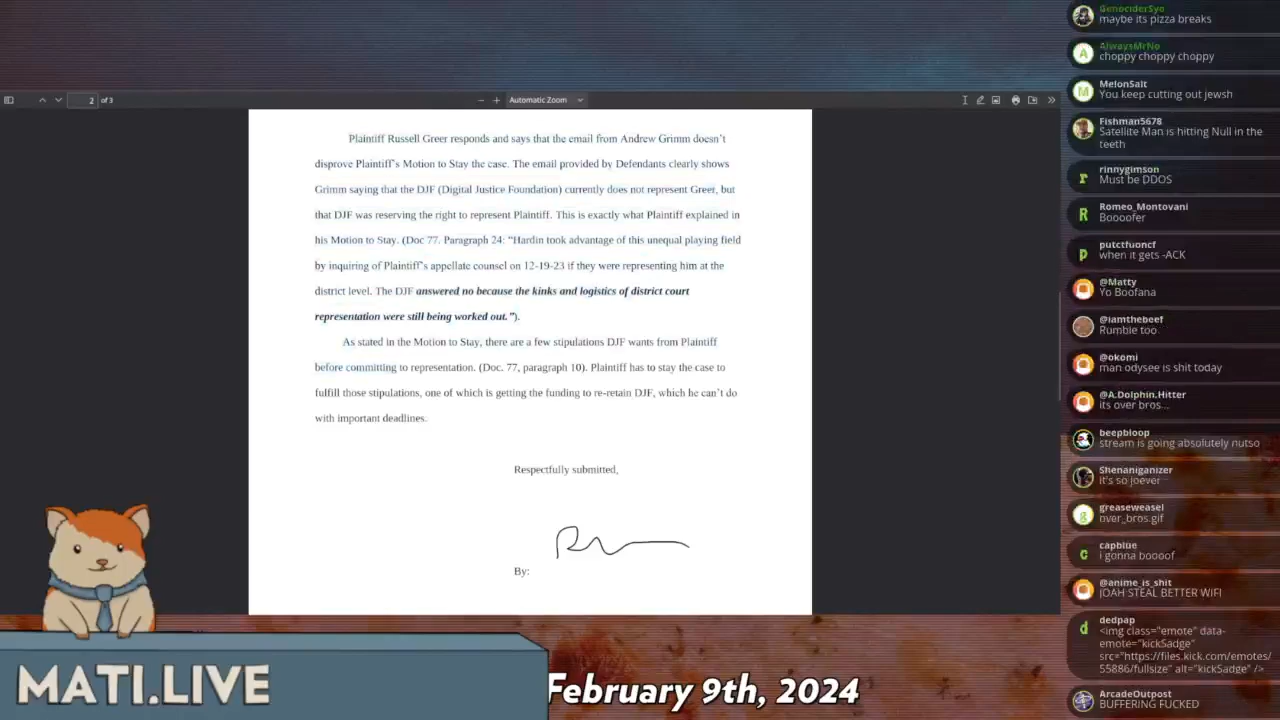 2 of 3
Automatic Zoom
Plaintiff Russell Greer responds and says that the email from Andrew Grimm doesn't
disprove Plaintiff's Motion to Stay the case. The email provided by Defendants clearly shows
Grimm saying that the DJF (Digital Justice Foundation) currently does not represent Greer, but
that DJF was reserving the right to represent Plaintiff. This is exactly what Plaintiff explained in
his Motion to Stay. (Doc 77. Paragraph 24: "Hardin took advantage of this unequal playing field
by inquiring of Plaintiff's appellate counsel on 12-19-23 if they were representing him at the
district level. The DJF answered no because the kinks and logistics of district court
representation were still being worked out.").
As stated in the Motion to Stay, there are a few stipulations DJF wants from Plaintiff
before committing to representation. (Doc. 77, paragraph 10). Plaintiff has to stay the case to
fulfill those stipulations, one of which is getting the funding to re-retain DJF, which he can't do
with important deadlines.
Respectfully submitted,
By:
MATI.LIVE
February 9th, 2024
GenociderSyo
maybe its pizza breaks
AlwaysMrNo
choppy choppy choppy
MelonSalt
You keep cutting out jewsh
Fishman5678
Satellite Man is hitting Null in the
teeth
rinnygimson
Must be DDOS
Romeo_Montovani
Boooofer
putctfuoncf
when it gets -ACK
@Matty
Yo Boofana
@iamthebeef
Rumble too
@okomi
man odysee is shit today
@A.Dolphin.Hitter
its over bros...
beepbloop
stream is going absolutely nutso
Shenaniganizer
it's so joever
greaseweasel
over_bros.gif
capblue
i gonna boooof
@anime_is_shit
JOAH STEAL BETTER WIFI
dedpap
<img class="emote" data-
emote="kickSadge"
src="https://files.kick.com/emotes/
55886/fullsize" alt="kickSadge" />
ArcadeOutpost
BUFFERING FUCKED